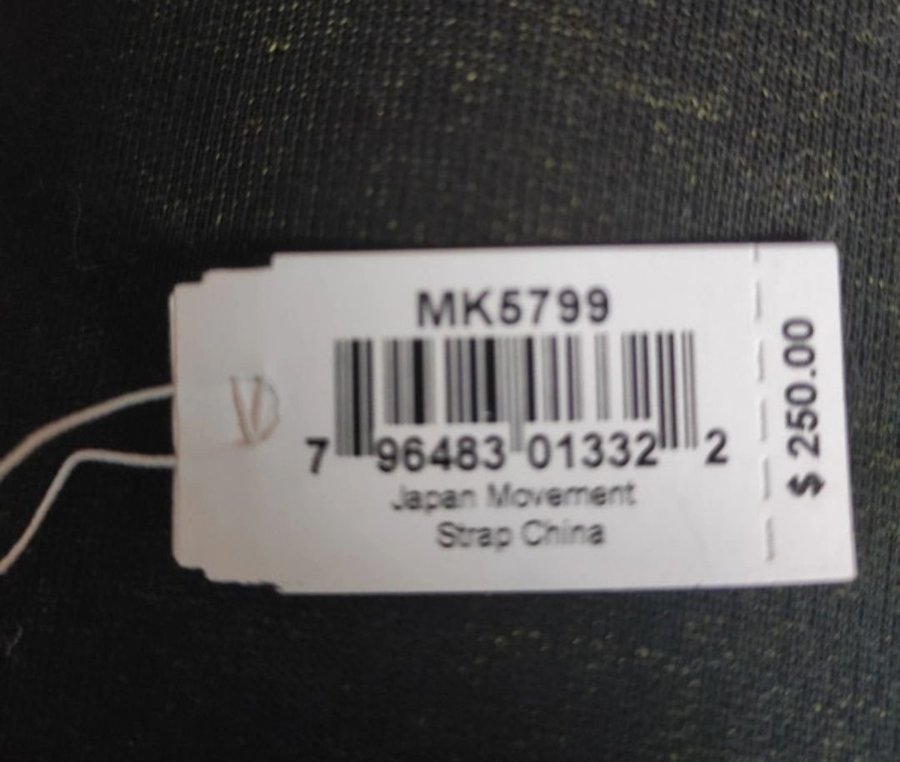 MK5799
7 96483 01332 2
Japan Movement
Strap China
$ 250.00